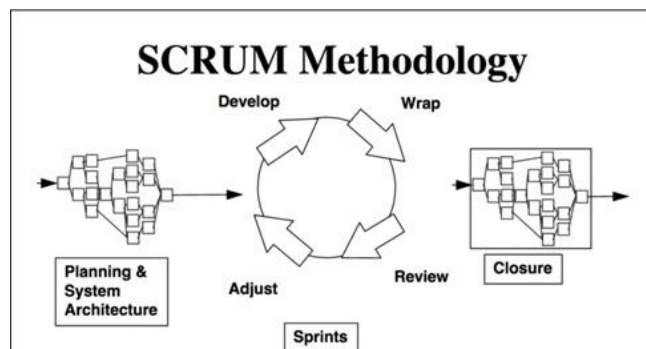 SCRUM Methodology
Develop
Wrap
Planning &
System
Architecture
Adjust
Review
Closure
Sprints